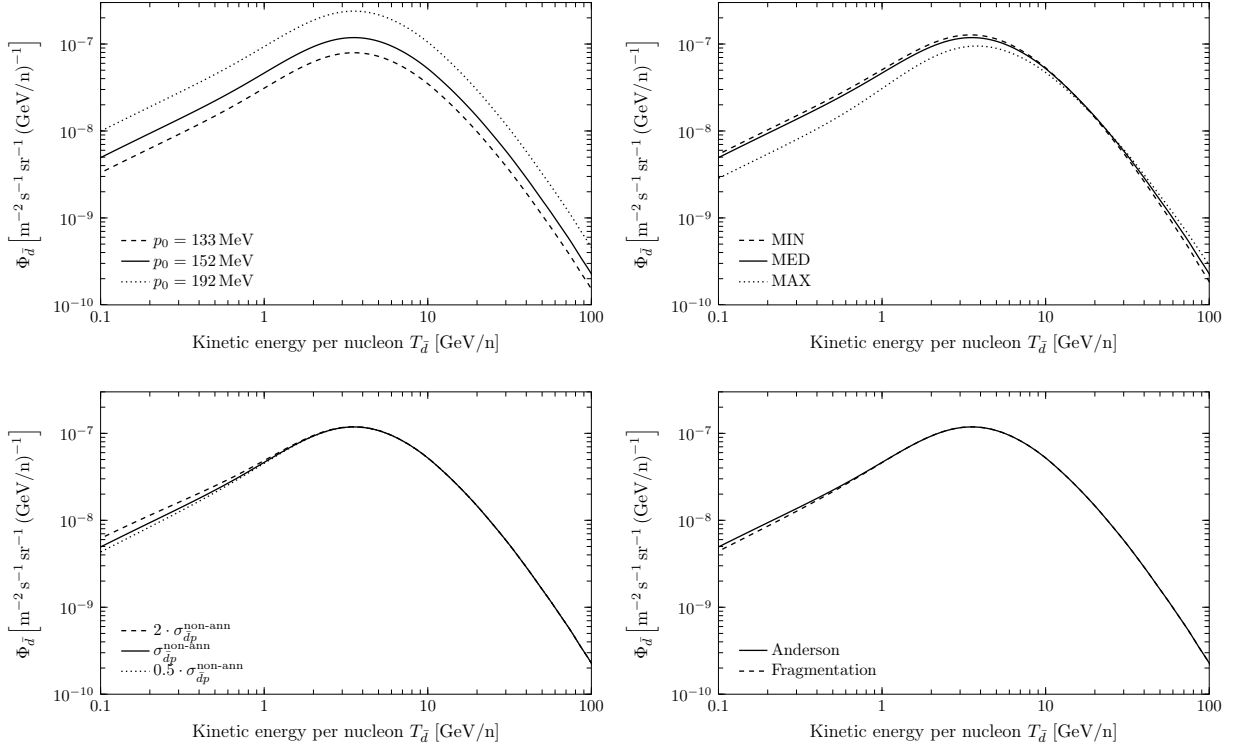 Φ_d̄ [m⁻² s⁻¹ sr⁻¹ (GeV/n)⁻¹]
10⁻⁷
10⁻⁸
10⁻⁹
10⁻¹⁰
p₀ = 133 MeV
p₀ = 152 MeV
p₀ = 192 MeV
0.1 1 10 100
Kinetic energy per nucleon T_d̄ [GeV/n]
Φ_d̄ [m⁻² s⁻¹ sr⁻¹ (GeV/n)⁻¹]
10⁻⁷
10⁻⁸
10⁻⁹
10⁻¹⁰
MIN
MED
MAX
0.1 1 10 100
Kinetic energy per nucleon T_d̄ [GeV/n]
Φ_d̄ [m⁻² s⁻¹ sr⁻¹ (GeV/n)⁻¹]
10⁻⁷
10⁻⁸
10⁻⁹
10⁻¹⁰
2 · σ_d̄p^non-ann
σ_d̄p^non-ann
0.5 · σ_d̄p^non-ann
0.1 1 10 100
Kinetic energy per nucleon T_d̄ [GeV/n]
Φ_d̄ [m⁻² s⁻¹ sr⁻¹ (GeV/n)⁻¹]
10⁻⁷
10⁻⁸
10⁻⁹
10⁻¹⁰
Anderson
Fragmentation
0.1 1 10 100
Kinetic energy per nucleon T_d̄ [GeV/n]